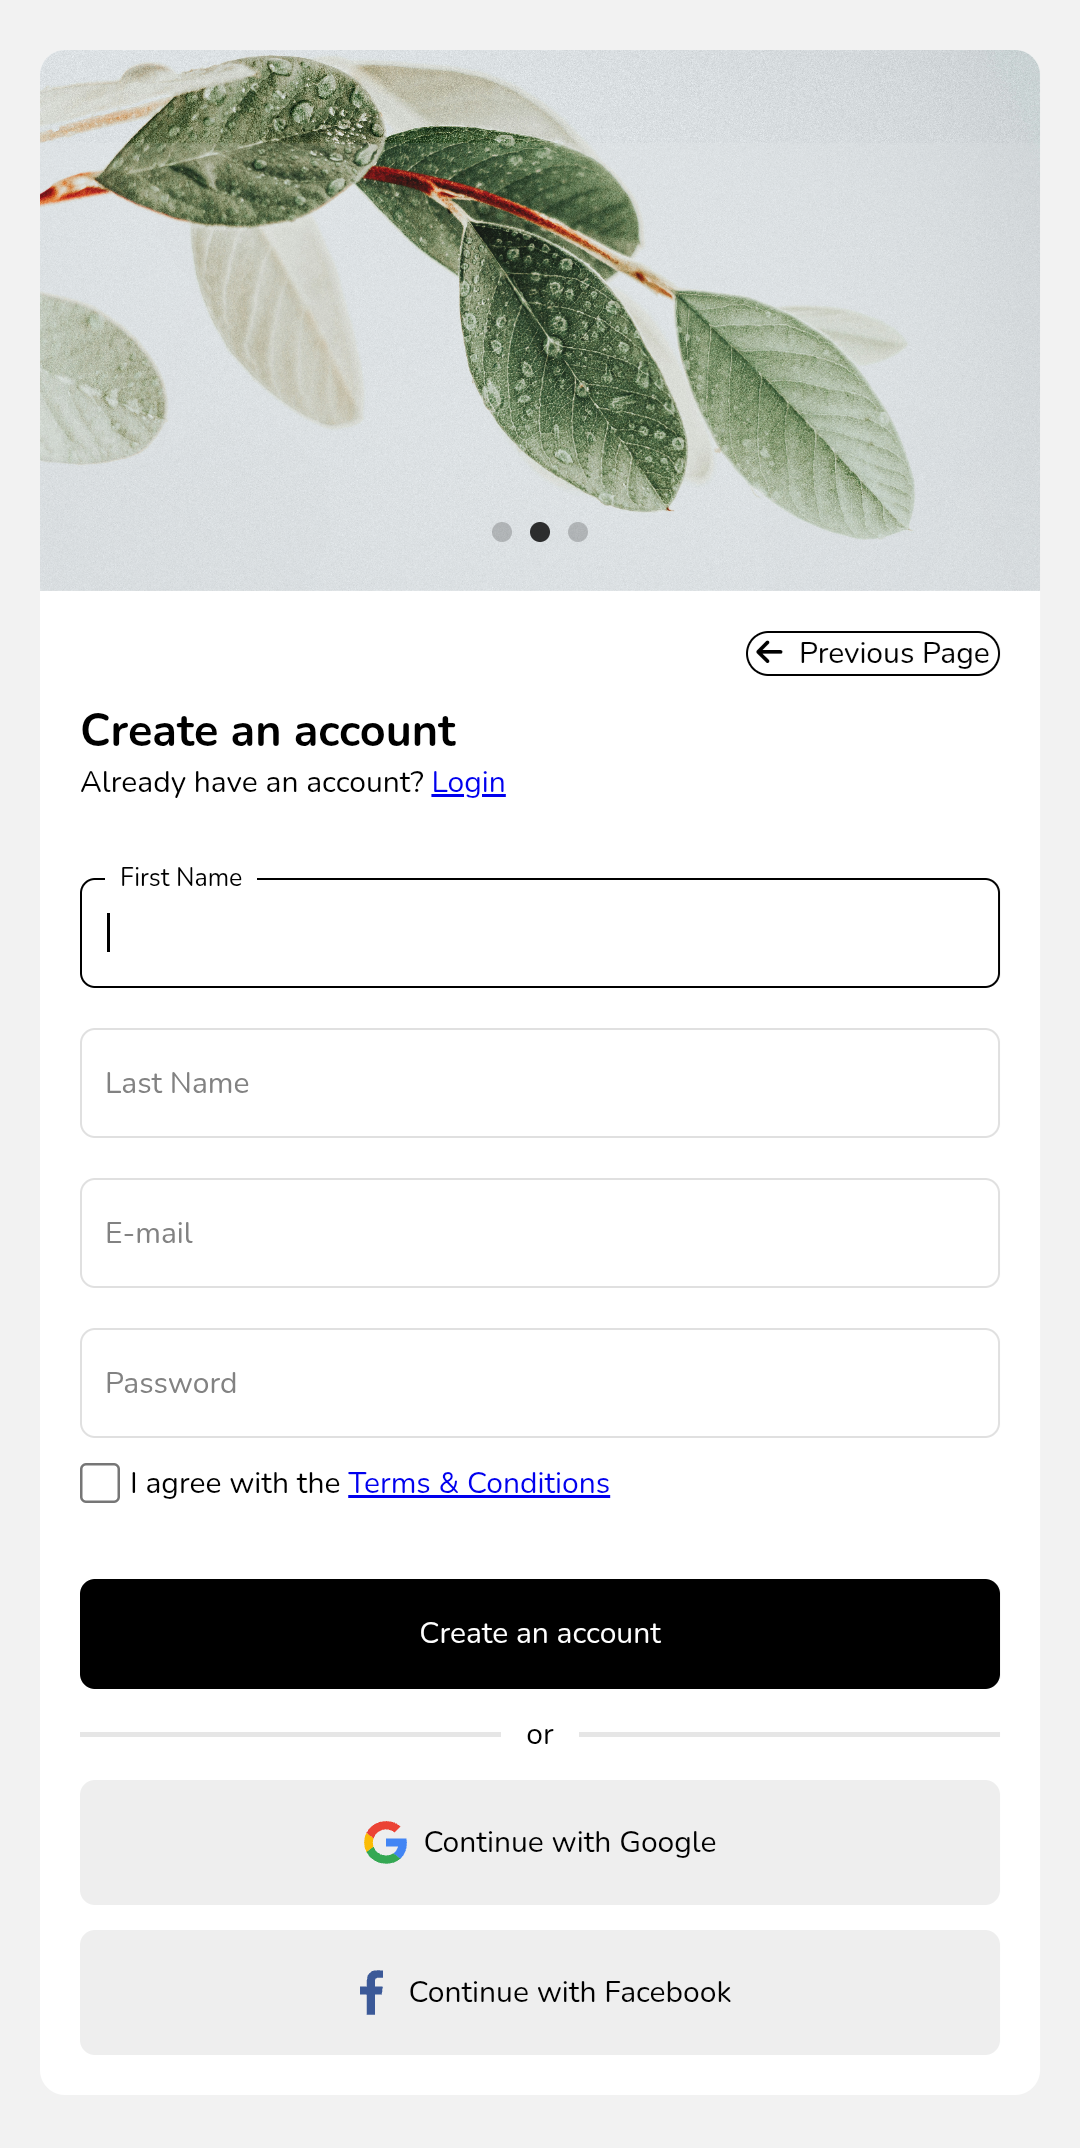 Previous Page
Create an account
Already have an account? Login
First Name
Last Name
E-mail
Password
I agree with the Terms & Conditions
Create an account
or
Continue with Google
Continue with Facebook